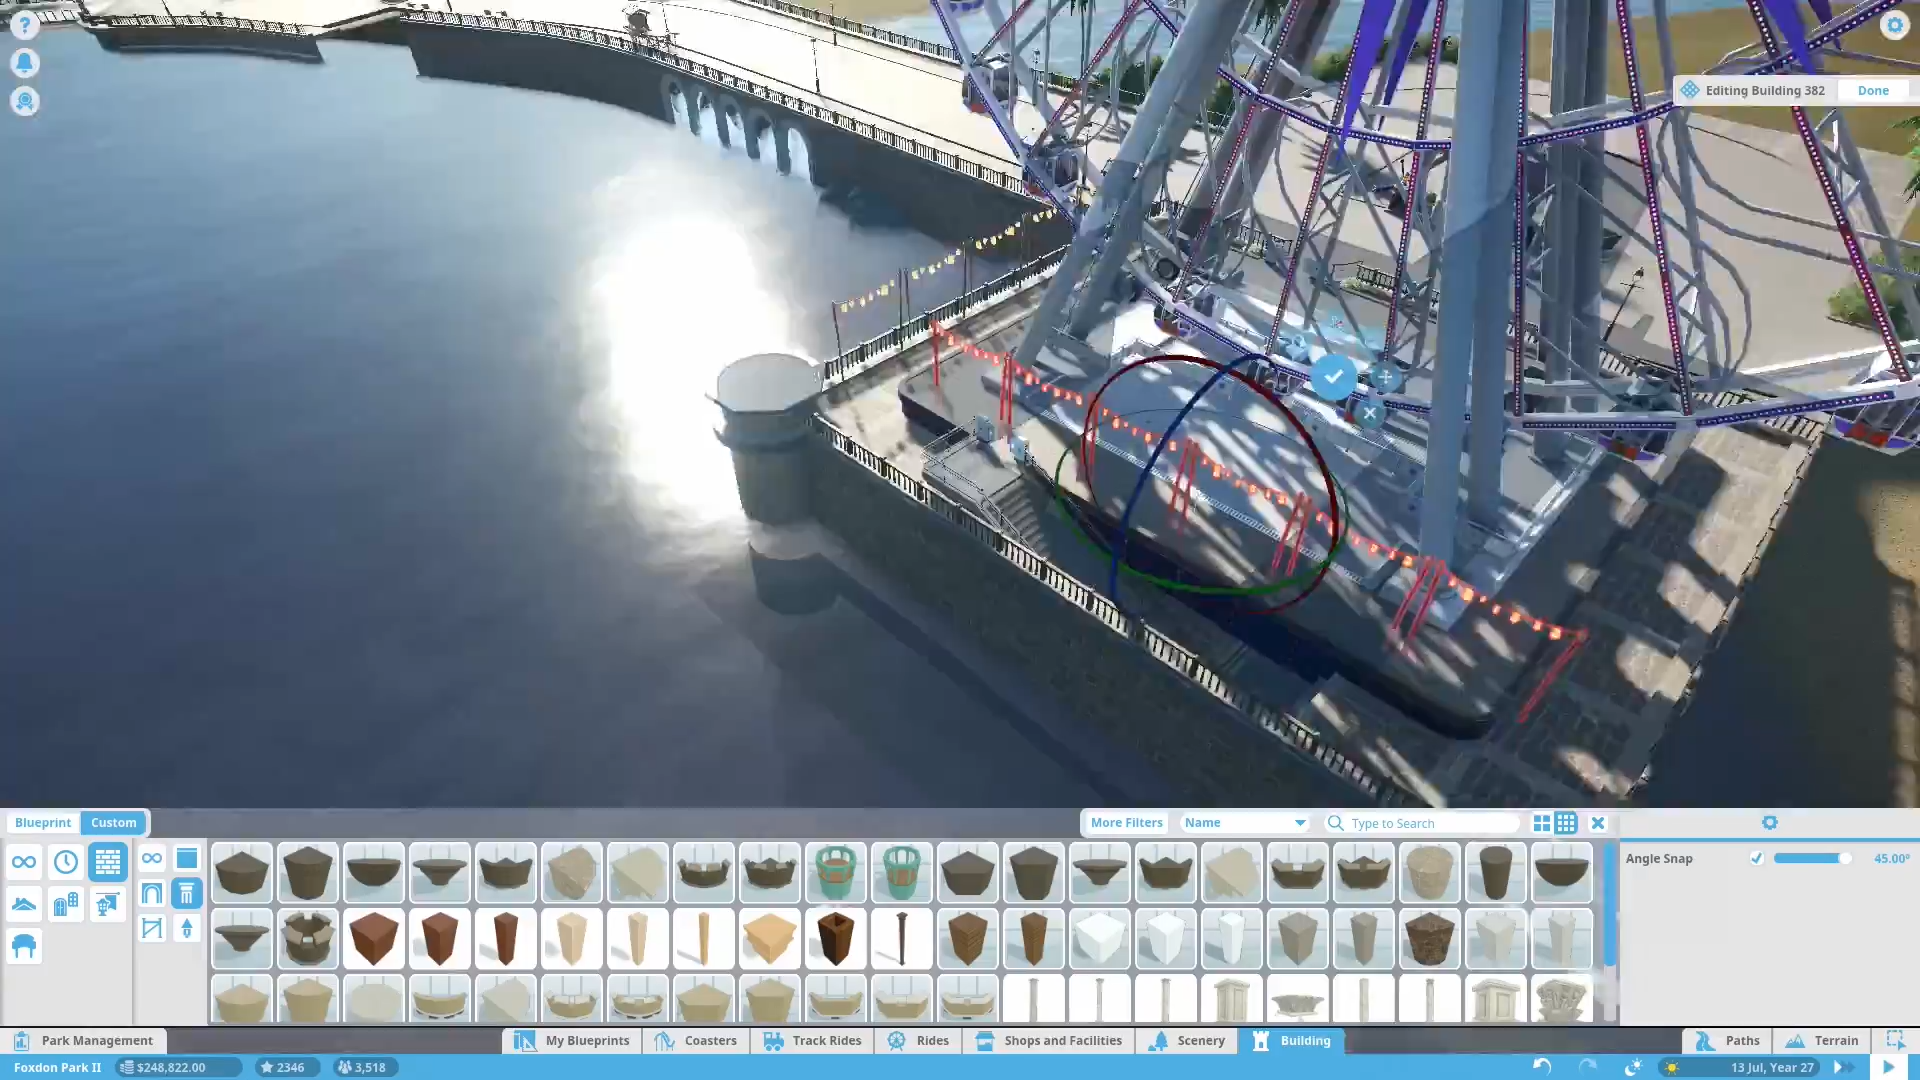 ?
Editing Building 382
Done
Blueprint
Custom
More Filters
Name
Type to Search
Angle Snap
45.00°
Park Management
My Blueprints
Coasters
Track Rides
Rides
Shops and Facilities
Scenery
Building
Paths
Terrain
Foxdon Park II
$248,822.00
2346
3,518
13 Jul, Year 27